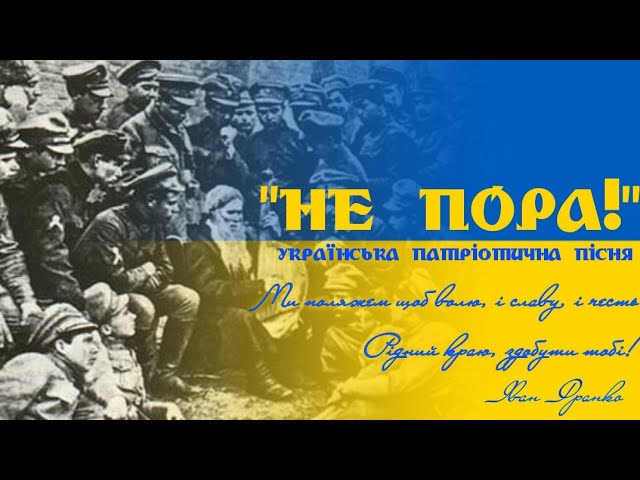 "НЕ ПОРА!"
УКРАЇНСЬКА ПАТРІОТИЧНА ПІСНЯ
Ми поляжем щоб волю, і славу, і честь
Рідний краю, здобути тобі!
Іван Франко